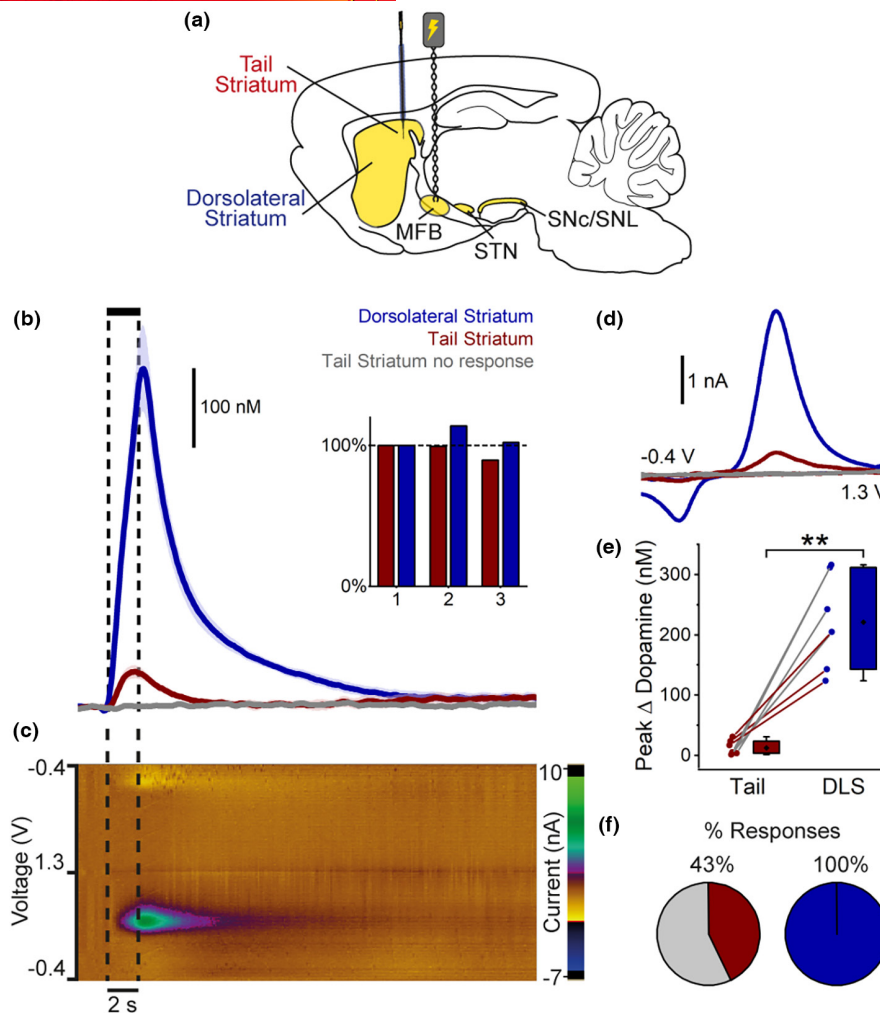 (a)
Tail
Striatum
Dorsolateral
Striatum
MFB
STN
SNc/SNL
(b)
Dorsolateral Striatum
Tail Striatum
Tail Striatum no response
100 nM
100%
0%
1 2 3
(c)
-0.4
1.3
-0.4
Voltage (V)
2 s
10
-7
Current (nA)
(d)
1 nA
-0.4 V
1.3 V
(e)
**
Peak Δ Dopamine (nM)
300
200
100
0
Tail DLS
(f)
% Responses
43% 100%